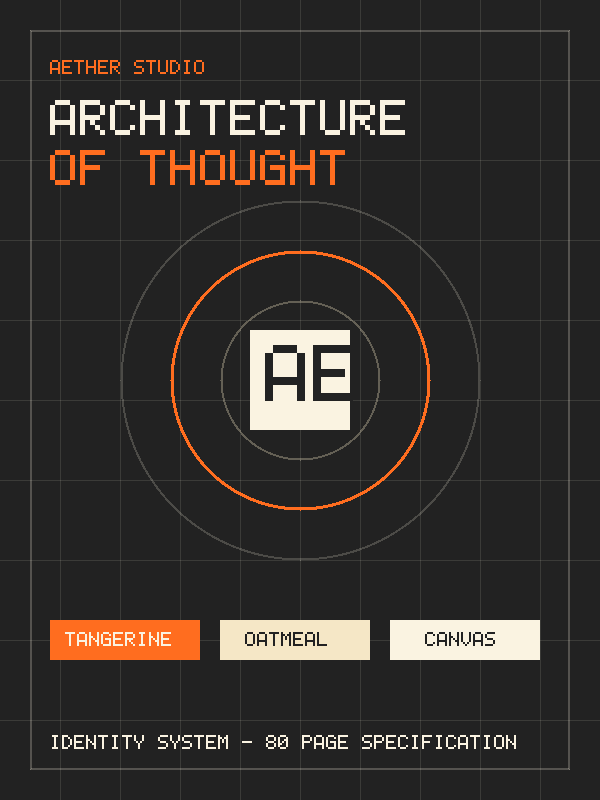 AETHER STUDIO
ARCHITECTURE
OF THOUGHT
AE
TANGERINE
OATMEAL
CANVAS
IDENTITY SYSTEM — 80 PAGE SPECIFICATION